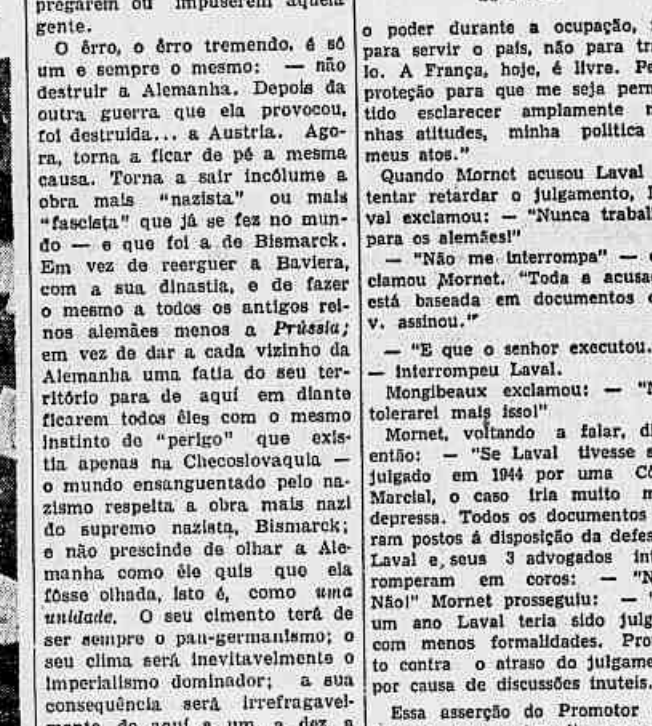 pregarem ou impuserem aquela
gente.
O êrro, o êrro tremendo, é só
um e sempre o mesmo: — não
destruir a Alemanha. Depois da
outra guerra que ela provocou,
foi destruida... a Austria. Ago-
ra, torna a ficar de pé a mesma
causa. Torna a sair incólume a
obra mais "nazista" ou mais
"fascista" que já se fez no mun-
do — e que foi a de Bismarck.
Em vez de reerguer a Baviera,
com a sua dinastia, e de fazer
o mesmo a todos os antigos rei-
nos alemães menos a Prússia;
em vez de dar a cada vizinho da
Alemanha uma fatia do seu ter-
ritório para de aquí em diante
ficarem todos êles com o mesmo
instinto do "perigo" que exis-
tia apenas na Checoslovaquia —
o mundo ensanguentado pelo na-
zismo respeita a obra mais nazi
do supremo nazista, Bismarck;
e não prescinde de olhar a Ale-
manha como êle quis que ela
fôsse olhada, isto é, como uma
unidade. O seu cimento terá de
ser sempre o pan-germanismo; o
seu clima será inevitavelmente o
imperialismo dominador; a sua
consequência será irrefragavel-
mente de aquí a um, a dez a
o poder durante a ocupação,
para servir o país, não para
lo. A França, hoje, é livre.
proteção para que me seja
tido esclarecer amplamente
nhas atitudes, minha politica
meus atos."
Quando Mornet acusou Laval
tentar retardar o julgamento,
val exclamou: — "Nunca
para os alemães!"
— "Não me interrompa" —
clamou Mornet. "Toda a
está baseada em documentos
v. assinou."
— "E que o senhor executou.
— interrompeu Laval.
Mongibeaux exclamou: —
tolerarei mais isso!"
Mornet, voltando a falar,
então: — "Se Laval tivesse
julgado em 1944 por uma
Marcial, o caso iria muito
depressa. Todos os documentos
ram postos á disposição da
Laval e seus 3 advogados
romperam em coros: —
Não!" Mornet prosseguiu: —
um ano Laval teria sido
com menos formalidades.
to contra o atraso do
por causa de discussões inuteis.
Essa asserção do Promotor